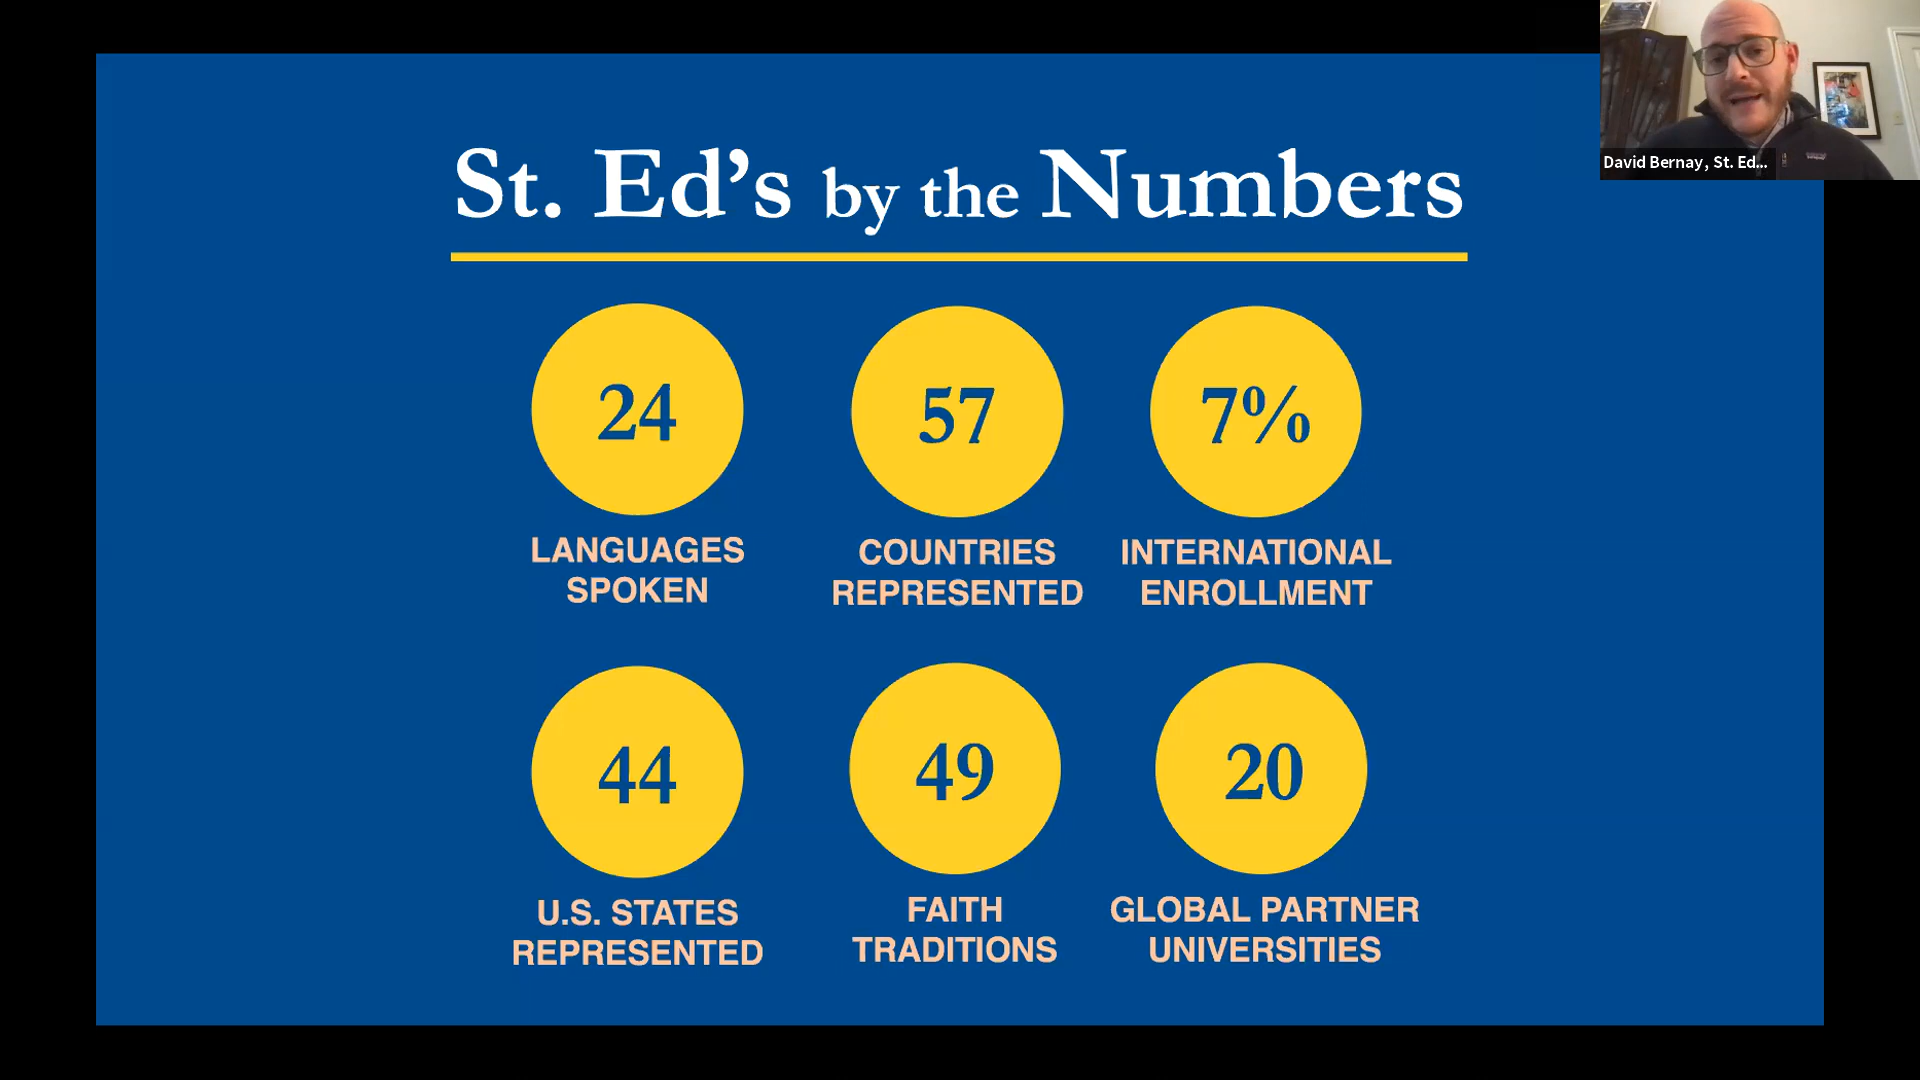 St. Ed's by the Numbers
David Bernay, St. Ed...
24
57
7%
LANGUAGES
SPOKEN
COUNTRIES
REPRESENTED
INTERNATIONAL
ENROLLMENT
44
49
20
U.S. STATES
REPRESENTED
FAITH
TRADITIONS
GLOBAL PARTNER
UNIVERSITIES